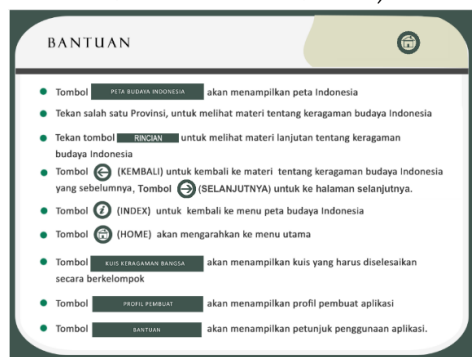 BANTUAN
Tombol PETA BUDAYA INDONESIA akan menampilkan peta Indonesia
Tekan salah satu Provinsi, untuk melihat materi tentang keragaman budaya Indonesia
Tekan tombol RINCIAN untuk melihat materi lanjutan tentang keragaman
budaya Indonesia
Tombol (KEMBALI) untuk kembali ke materi tentang keragaman budaya Indonesia
yang sebelumnya, Tombol (SELANJUTNYA) untuk ke halaman selanjutnya.
Tombol (INDEX) untuk kembali ke menu peta budaya Indonesia
Tombol (HOME) akan mengarahkan ke menu utama
Tombol KUIS KERAGAMAN BANGSA akan menampilkan kuis yang harus diselesaikan
secara berkelompok
Tombol PROFIL PEMBUAT akan menampilkan profil pembuat aplikasi
Tombol BANTUAN akan menampilkan petunjuk penggunaan aplikasi.